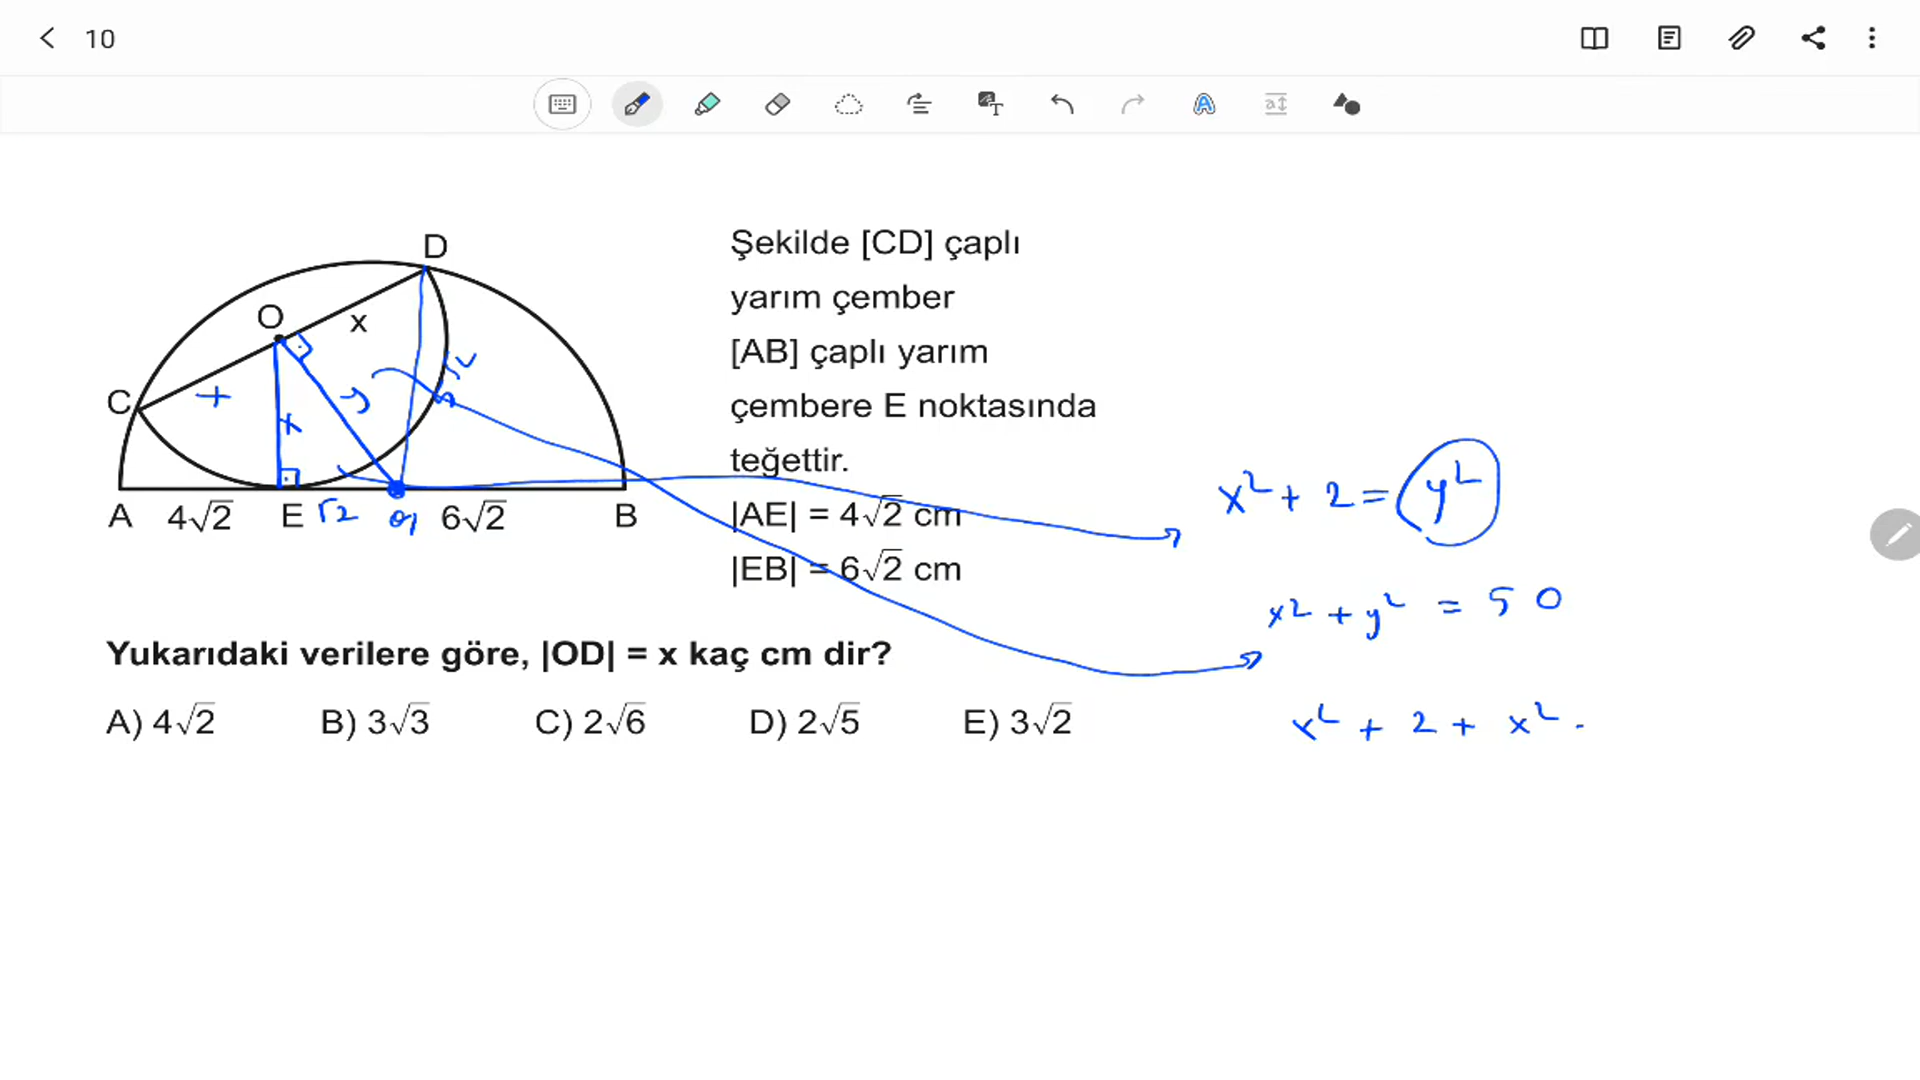 10
D
Şekilde [CD] çaplı
yarım çember
[AB] çaplı yarım
çembere E noktasında
teğettir.
|AE| = 4√2 cm
|EB| = 6√2 cm
O
x
C
x
y
x
A 4√2 E √2 O₁ 6√2 B
x² + 2 = y²
x² + y² = 50
x² + 2 + x²
Yukarıdaki verilere göre, |OD| = x kaç cm dir?
A) 4√2 B) 3√3 C) 2√6 D) 2√5 E) 3√2